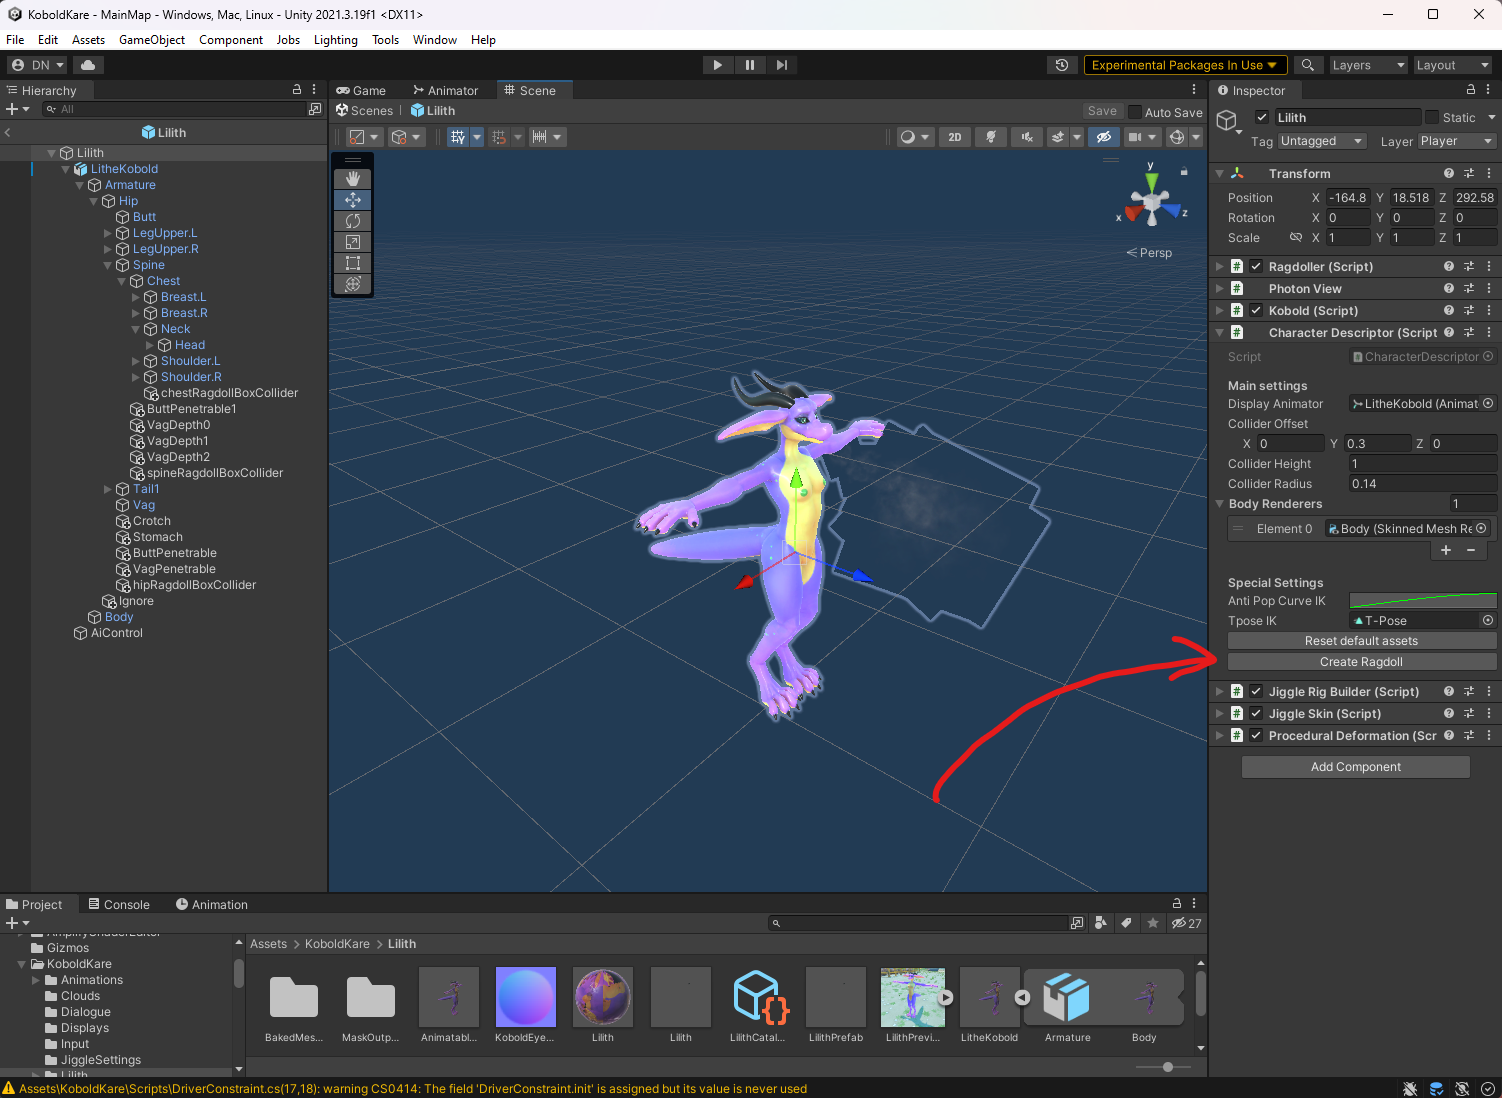 KoboldKare - MainMap - Windows, Mac, Linux - Unity 2021.3.19f1 <DX11>
File Edit Assets GameObject Component Jobs Lighting Tools Window Help
DN Experimental Packages In Use Layers Layout
Hierarchy
All
Lilith
Lilith
LitheKobold
Armature
Hip
Butt
LegUpper.L
LegUpper.R
Spine
Chest
Breast.L
Breast.R
Neck
Head
Shoulder.L
Shoulder.R
chestRagdollBoxCollider
ButtPenetrable1
VagDepth0
VagDepth1
VagDepth2
spineRagdollBoxCollider
Tail1
Vag
Crotch
Stomach
ButtPenetrable
VagPenetrable
hipRagdollBoxCollider
Ignore
Body
AiControl
Game Animator Scene
Scenes Lilith Save Auto Save
2D
y
x
z
Persp
Inspector
Lilith Static
Tag Untagged Layer Player
Transform
Position X -164.8 Y 18.518 Z 292.58
Rotation X 0 Y 0 Z 0
Scale X 1 Y 1 Z 1
Ragdoller (Script)
Photon View
Kobold (Script)
Character Descriptor (Script
Script CharacterDescriptor
Main settings
Display Animator LitheKobold (Animat
Collider Offset
X 0 Y 0.3 Z 0
Collider Height 1
Collider Radius 0.14
Body Renderers 1
Element 0 Body (Skinned Mesh Re
Special Settings
Anti Pop Curve IK
Tpose IK T-Pose
Reset default assets
Create Ragdoll
Jiggle Rig Builder (Script)
Jiggle Skin (Script)
Procedural Deformation (Scr
Add Component
Project Console Animation
27
Gizmos
KoboldKare
Animations
Clouds
Dialogue
Displays
Input
JiggleSettings
Lilith
Assets > KoboldKare > Lilith
BakedMes... MaskOutp... Animatabl... KoboldEye... Lilith Lilith LilithCatal... LilithPrefab LilithPrevi... LitheKobold Armature Body
Assets\KoboldKare\Scripts\DriverConstraint.cs(17,18): warning CS0414: The field 'DriverConstraint.init' is assigned but its value is never used